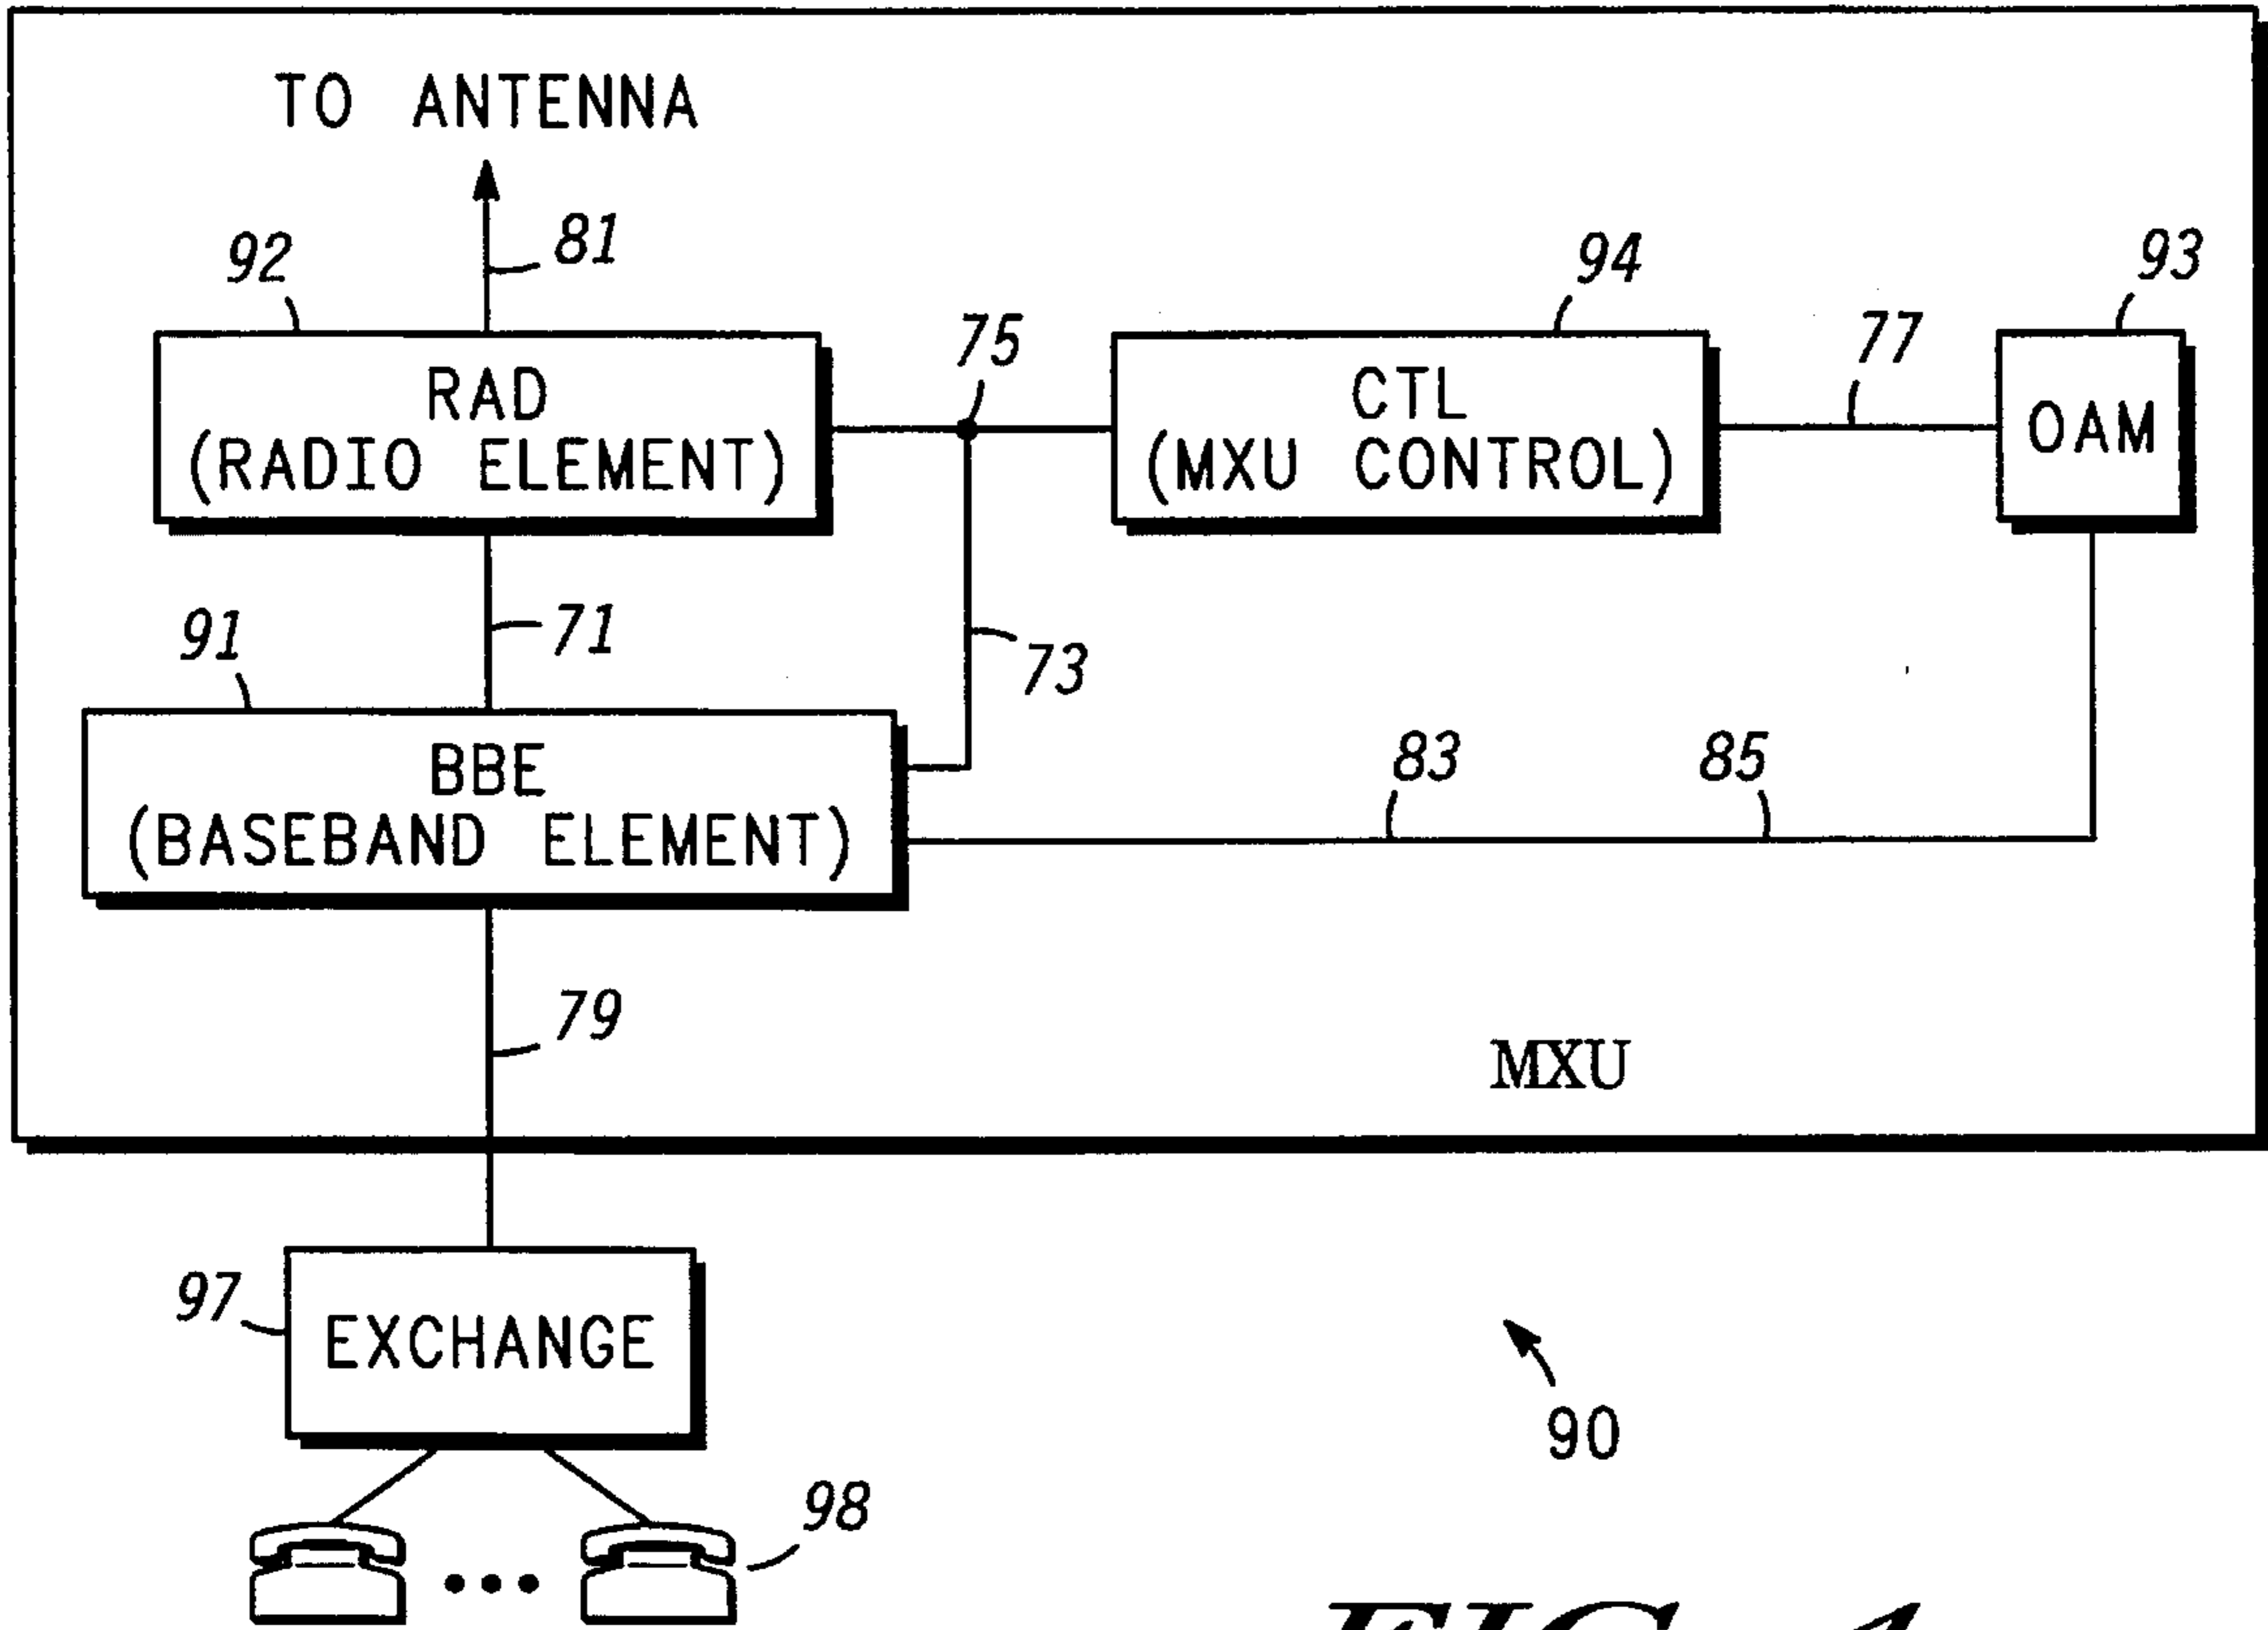 TO ANTENNA
81
92
94
93
75
77
RAD
(RADIO ELEMENT)
CTL
(MXU CONTROL)
OAM
71
91
73
BBE
(BASEBAND ELEMENT)
83
85
79
MXU
97
EXCHANGE
90
98